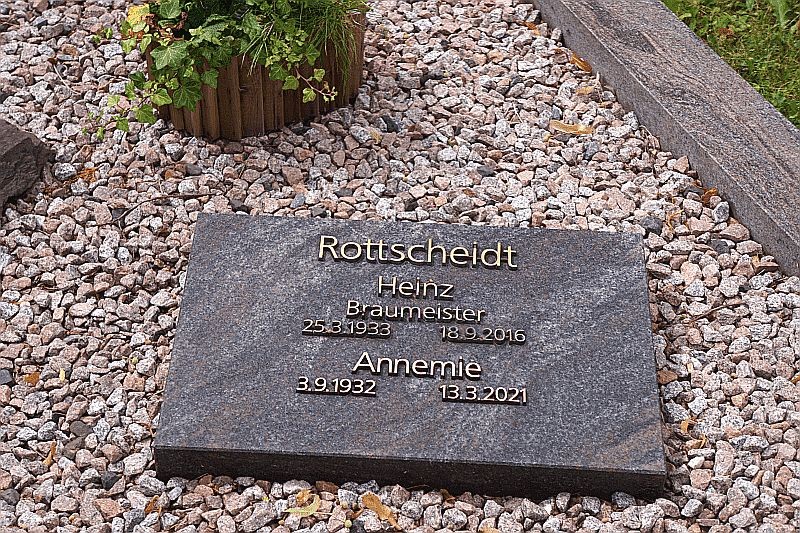 Rottscheidt
Heinz
Braumeister
25.3.1933 18.9.2016
Annemie
3.9.1932 13.3.2021